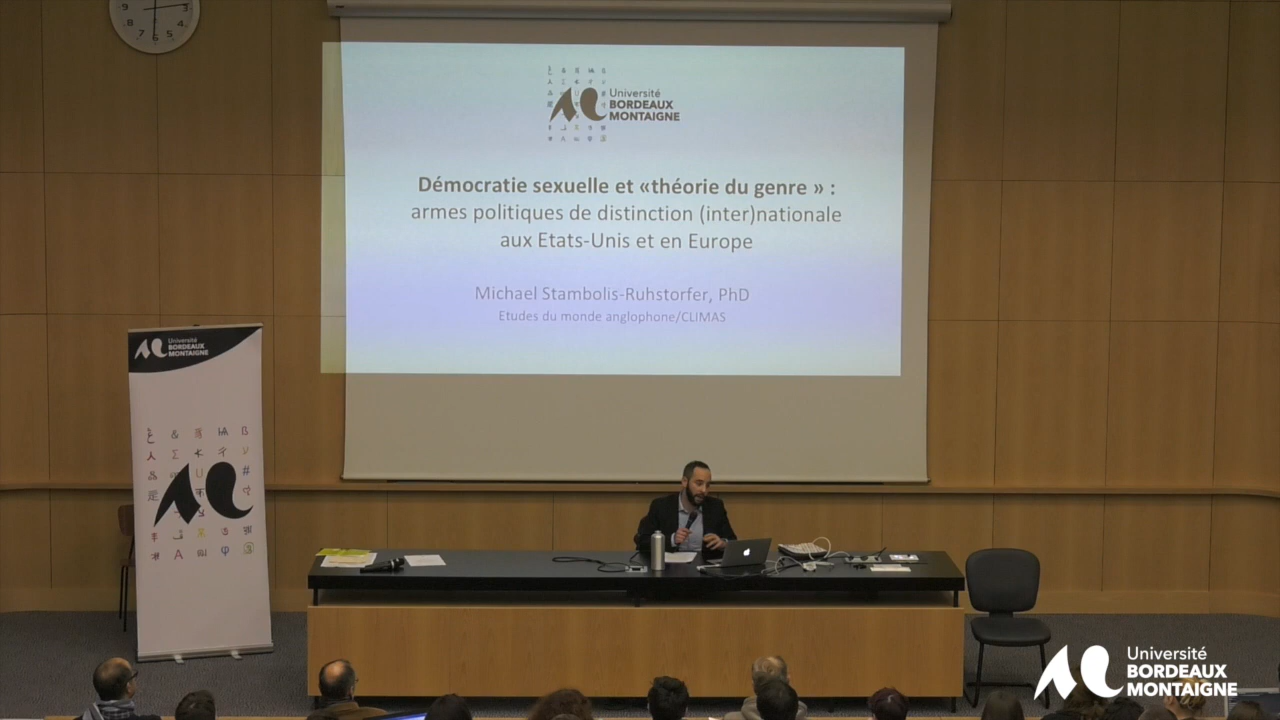 Université
BORDEAUX
MONTAIGNE
Démocratie sexuelle et «théorie du genre » :
armes politiques de distinction (inter)nationale
aux Etats-Unis et en Europe
Michael Stambolis-Ruhstorfer, PhD
Etudes du monde anglophone/CLIMAS
Université
BORDEAUX
MONTAIGNE
Université
BORDEAUX
MONTAIGNE